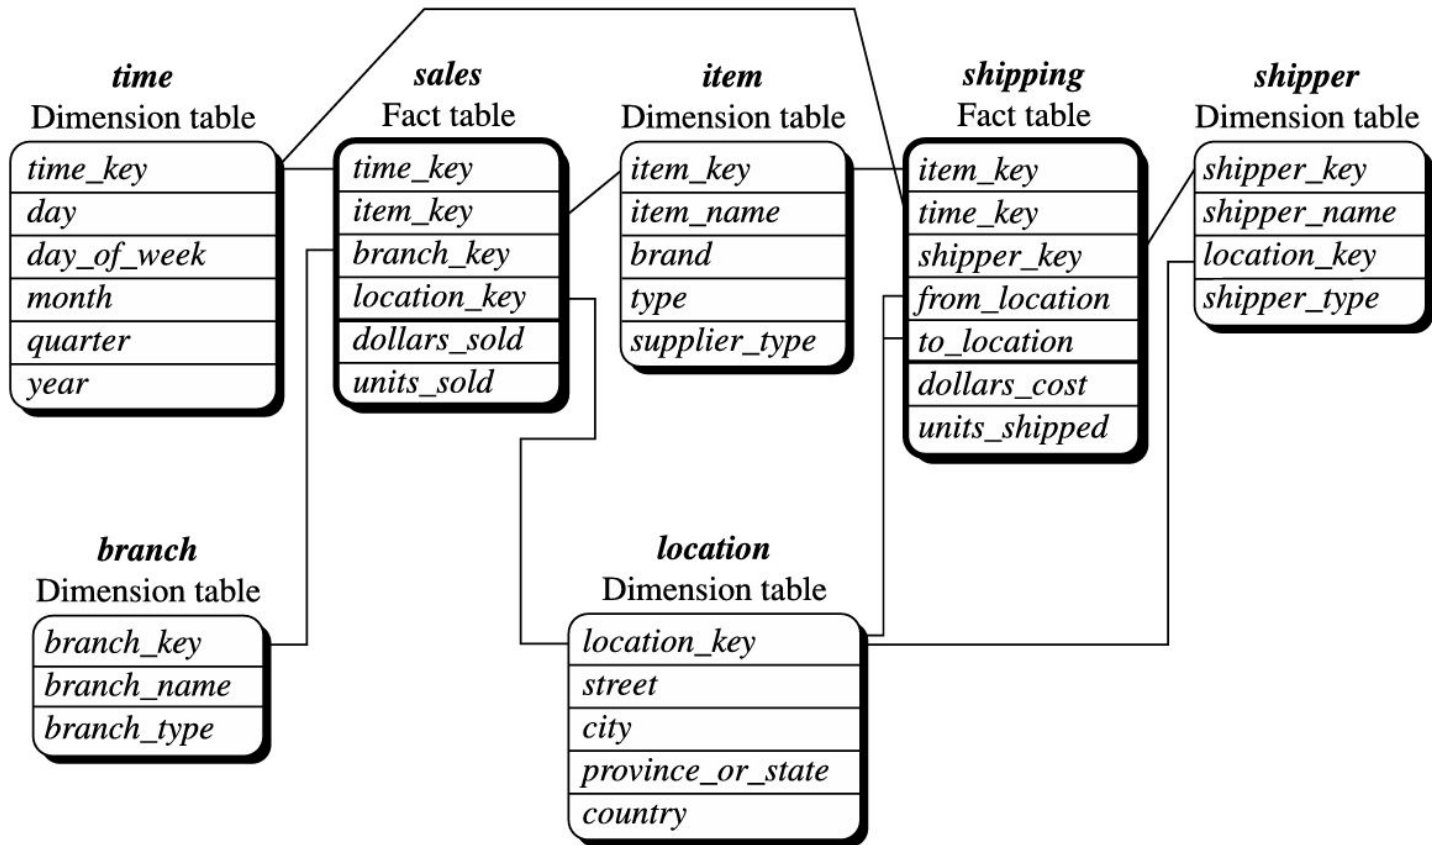 time
Dimension table
time_key
day
day_of_week
month
quarter
year
sales
Fact table
time_key
item_key
branch_key
location_key
dollars_sold
units_sold
item
Dimension table
item_key
item_name
brand
type
supplier_type
shipping
Fact table
item_key
time_key
shipper_key
from_location
to_location
dollars_cost
units_shipped
shipper
Dimension table
shipper_key
shipper_name
location_key
shipper_type
branch
Dimension table
branch_key
branch_name
branch_type
location
Dimension table
location_key
street
city
province_or_state
country